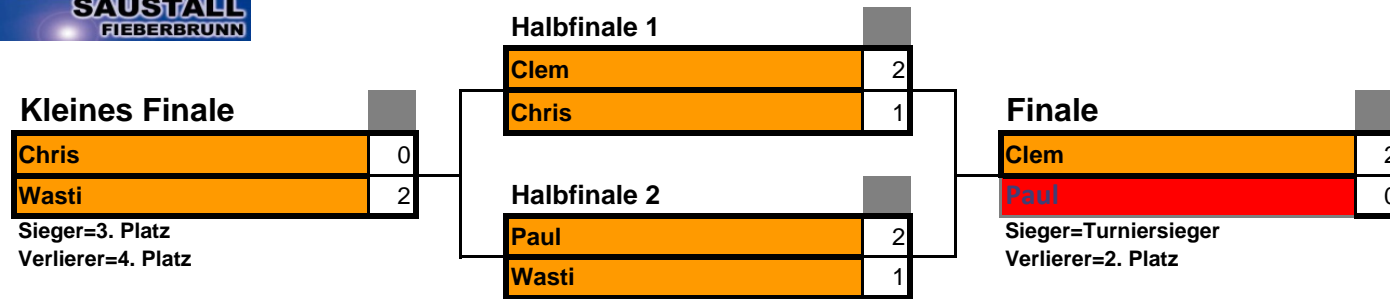 SAUSTALL
FIEBERBRUNN
Halbfinale 1
Clem 2
Chris 1
Kleines Finale
Chris 0
Wasti 2
Sieger=3. Platz
Verlierer=4. Platz
Halbfinale 2
Paul 2
Wasti 1
Finale
Clem 2
Paul 0
Sieger=Turniersieger
Verlierer=2. Platz